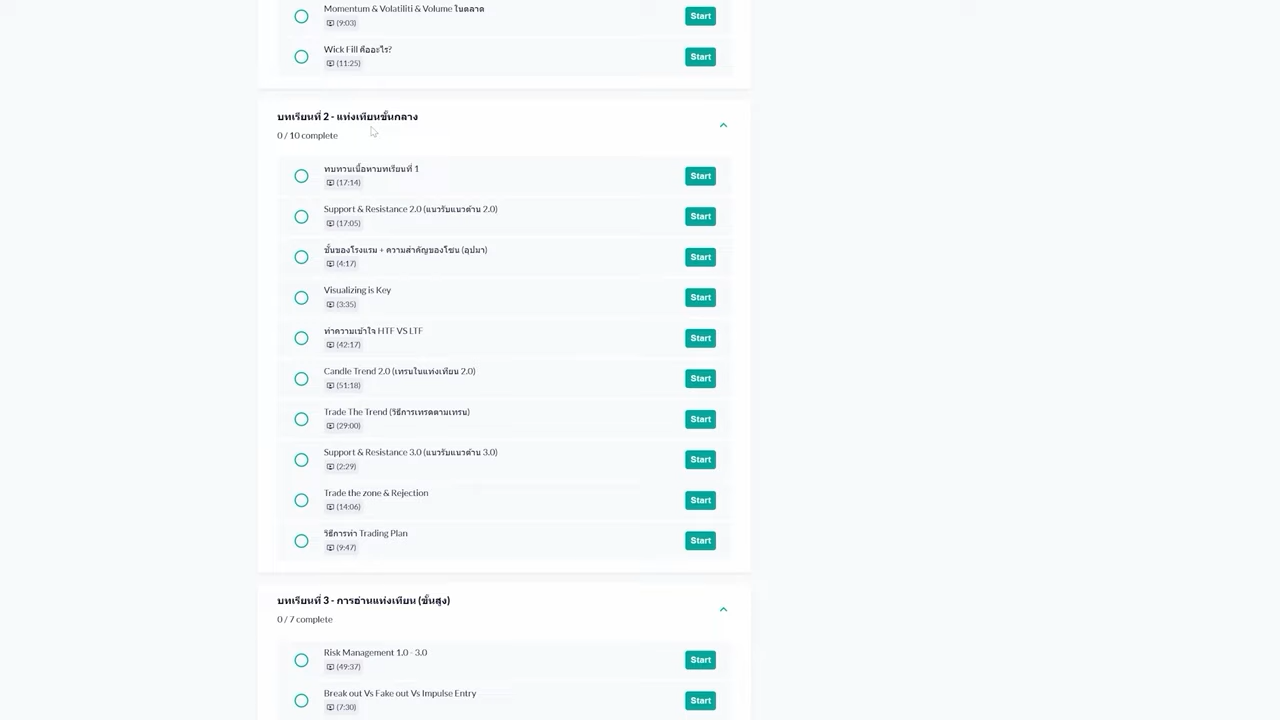 Momentum & Volatiliti & Volume ในตลาด
Start
(9:03)
Wick Fill คืออะไร?
Start
(11:25)
บทเรียนที่ 2 - แท่งเทียนชั้นกลาง
0 / 10 complete
ทบทวนเนื้อหาบทเรียนที่ 1
Start
(17:14)
Support & Resistance 2.0 (แนวรับแนวต้าน 2.0)
Start
(17:05)
ชั้นของโรงแรม + ความสำคัญของโซน (อุปมา)
Start
(4:17)
Visualizing is Key
Start
(3:35)
ทำความเข้าใจ HTF VS LTF
Start
(42:17)
Candle Trend 2.0 (เทรนในแท่งเทียน 2.0)
Start
(51:18)
Trade The Trend (วิธีการเทรดตามเทรน)
Start
(29:00)
Support & Resistance 3.0 (แนวรับแนวต้าน 3.0)
Start
(2:29)
Trade the zone & Rejection
Start
(14:06)
วิธีการทำ Trading Plan
Start
(9:47)
บทเรียนที่ 3 - การอ่านแท่งเทียน (ชั้นสูง)
0 / 7 complete
Risk Management 1.0 - 3.0
Start
(49:37)
Break out Vs Fake out Vs Impulse Entry
Start
(7:30)